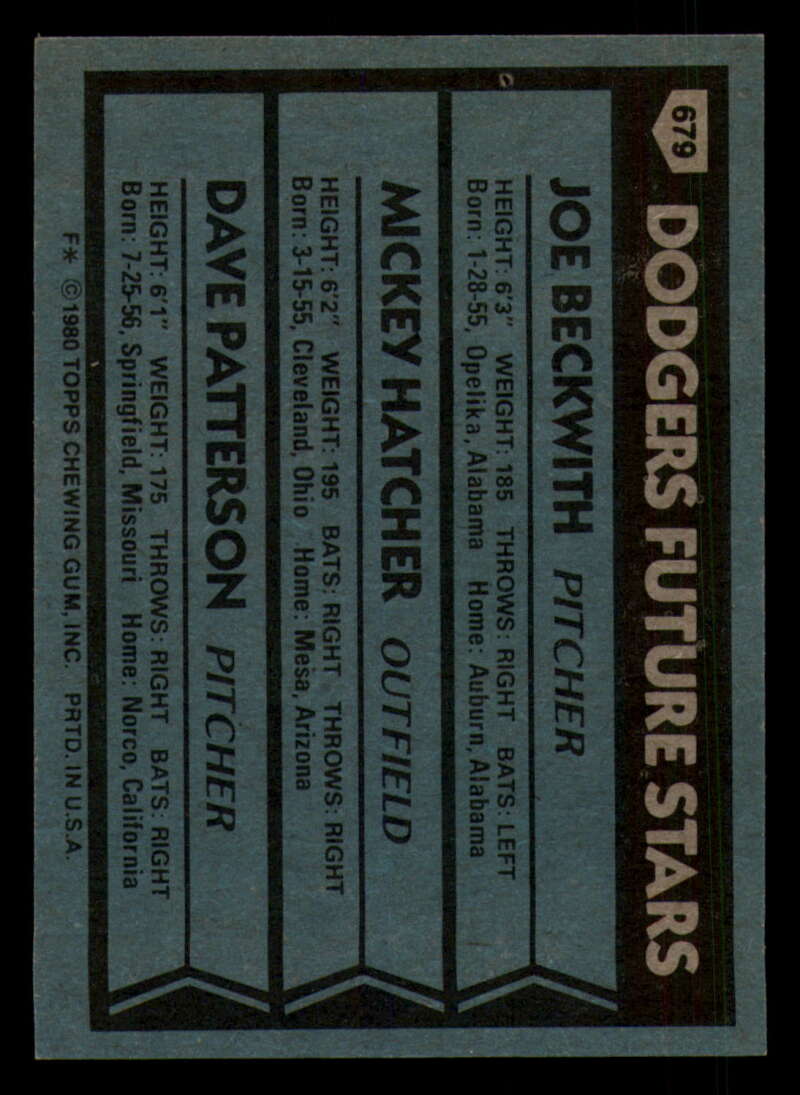 679
DODGERS FUTURE STARS
JOE BECKWITH PITCHER
HEIGHT: 6'3" WEIGHT: 185 THROWS: RIGHT BATS: LEFT
Born: 1-28-55, Opelika, Alabama Home: Auburn, Alabama
MICKEY HATCHER OUTFIELD
HEIGHT: 6'2" WEIGHT: 195 BATS: RIGHT THROWS: RIGHT
Born: 3-15-55, Cleveland, Ohio Home: Mesa, Arizona
DAVE PATTERSON PITCHER
HEIGHT: 6'1" WEIGHT: 175 THROWS: RIGHT BATS: RIGHT
Born: 7-25-56, Springfield, Missouri Home: Norco, California
F* ©1980 TOPPS CHEWING GUM, INC. PRTD. IN U.S.A.